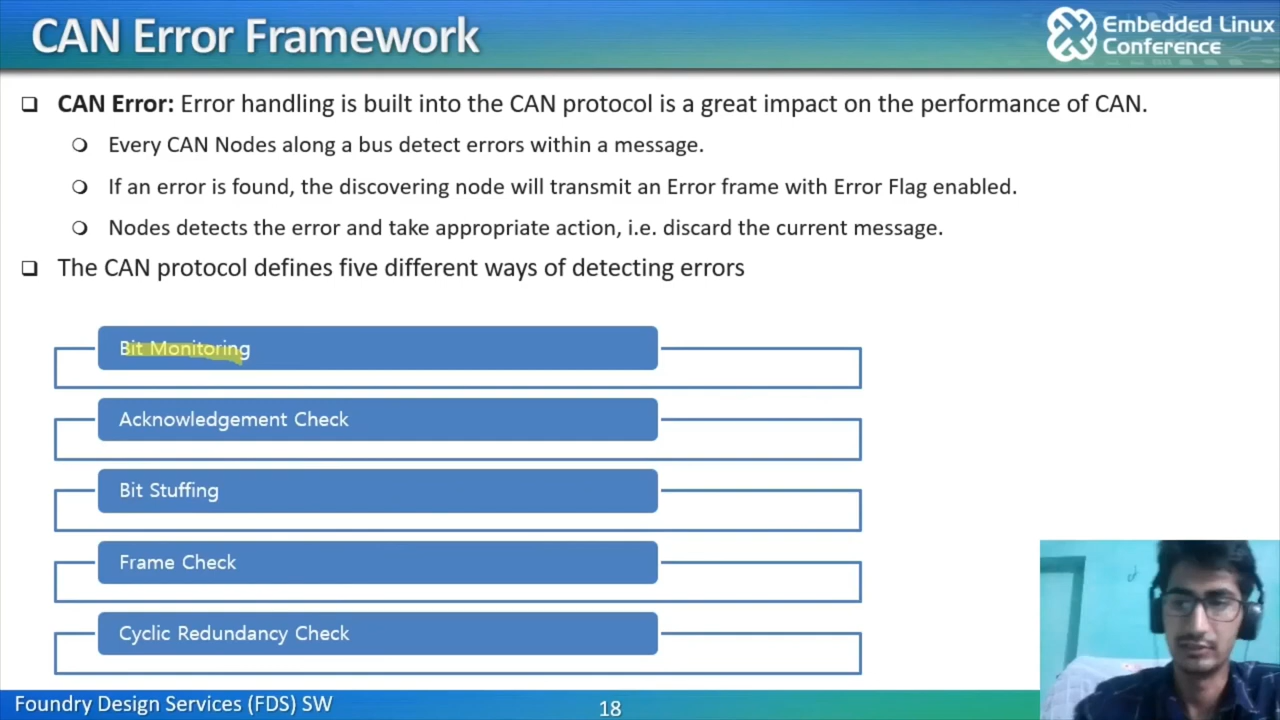 CAN Error Framework
Embedded Linux
Conference
CAN Error: Error handling is built into the CAN protocol is a great impact on the performance of CAN.
Every CAN Nodes along a bus detect errors within a message.
If an error is found, the discovering node will transmit an Error frame with Error Flag enabled.
Nodes detects the error and take appropriate action, i.e. discard the current message.
The CAN protocol defines five different ways of detecting errors
Bit Monitoring
Acknowledgement Check
Bit Stuffing
Frame Check
Cyclic Redundancy Check
Foundry Design Services (FDS) SW
18